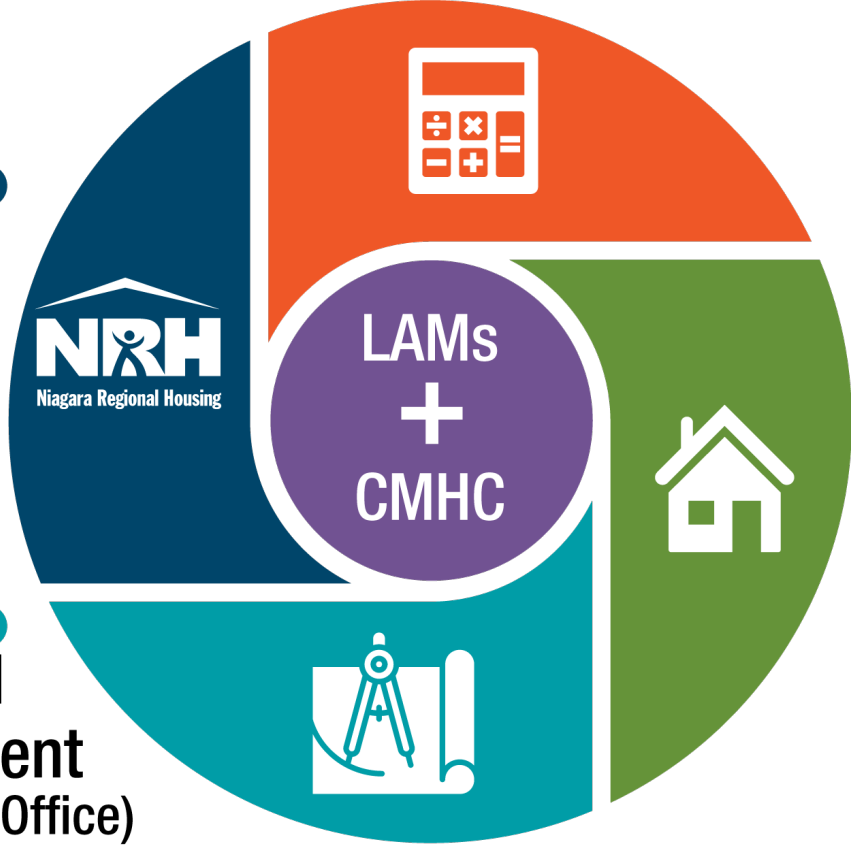 NRH
Niagara Regional Housing
LAMs
+
CMHC
ent
Office)